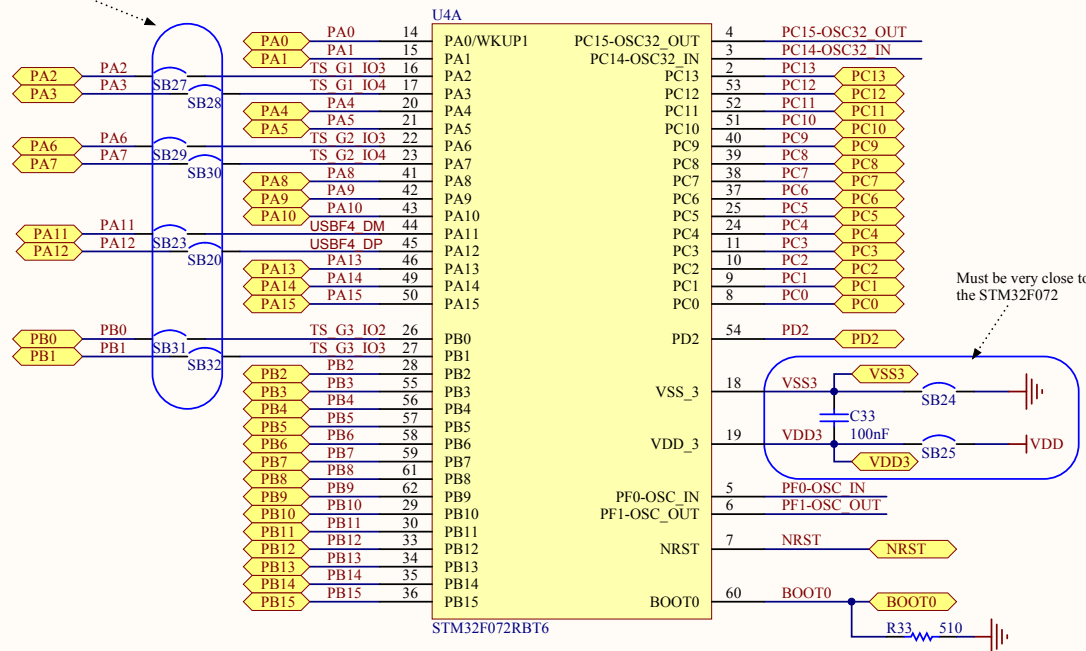 U4A
PA0 PA0 14 PA0/WKUP1 PC15-OSC32_OUT 4 PC15-OSC32_OUT
PA1 PA1 15 PA1 PC14-OSC32_IN 3 PC14-OSC32_IN
PA2 PA2 SB27 TS_G1_IO3 16 PA2 PC13 2 PC13 PC13
PA3 PA3 SB28 TS_G1_IO4 17 PA3 PC12 53 PC12 PC12
PA4 PA4 20 PA4 PC11 52 PC11 PC11
PA5 PA5 21 PA5 PC10 51 PC10 PC10
PA6 PA6 SB29 TS_G2_IO3 22 PA6 PC9 40 PC9 PC9
PA7 PA7 SB30 TS_G2_IO4 23 PA7 PC8 39 PC8 PC8
PA8 PA8 41 PA8 PC7 38 PC7 PC7
PA9 PA9 42 PA9 PC6 37 PC6 PC6
PA10 PA10 43 PA10 PC5 25 PC5 PC5
PA11 PA11 SB23 USBF4_DM 44 PA11 PC4 24 PC4 PC4
PA12 PA12 SB20 USBF4_DP 45 PA12 PC3 11 PC3 PC3
PA13 PA13 46 PA13 PC2 10 PC2 PC2
PA14 PA14 49 PA14 PC1 9 PC1 PC1
PA15 PA15 50 PA15 PC0 8 PC0 PC0
Must be very close to
the STM32F072
PB0 PB0 SB31 TS_G3_IO2 26 PB0 PD2 54 PD2 PD2
PB1 PB1 SB32 TS_G3_IO3 27 PB1
PB2 PB2 28 PB2
VSS3
PB3 PB3 55 PB3 VSS_3 18 VSS3 SB24
PB4 PB4 56 PB4
C33
PB5 PB5 57 PB5
100nF
PB6 PB6 58 PB6 VDD_3 19 VDD3 SB25 VDD
PB7 PB7 59 PB7
VDD3
PB8 PB8 61 PB8
PB9 PB9 62 PB9 PF0-OSC_IN 5 PF0-OSC_IN
PB10 PB10 29 PB10 PF1-OSC_OUT 6 PF1-OSC_OUT
PB11 PB11 30 PB11
PB12 PB12 33 PB12 NRST 7 NRST NRST
PB13 PB13 34 PB13
PB14 PB14 35 PB14
PB15 PB15 36 PB15 BOOT0 60 BOOT0 BOOT0
STM32F072RBT6
R33 510